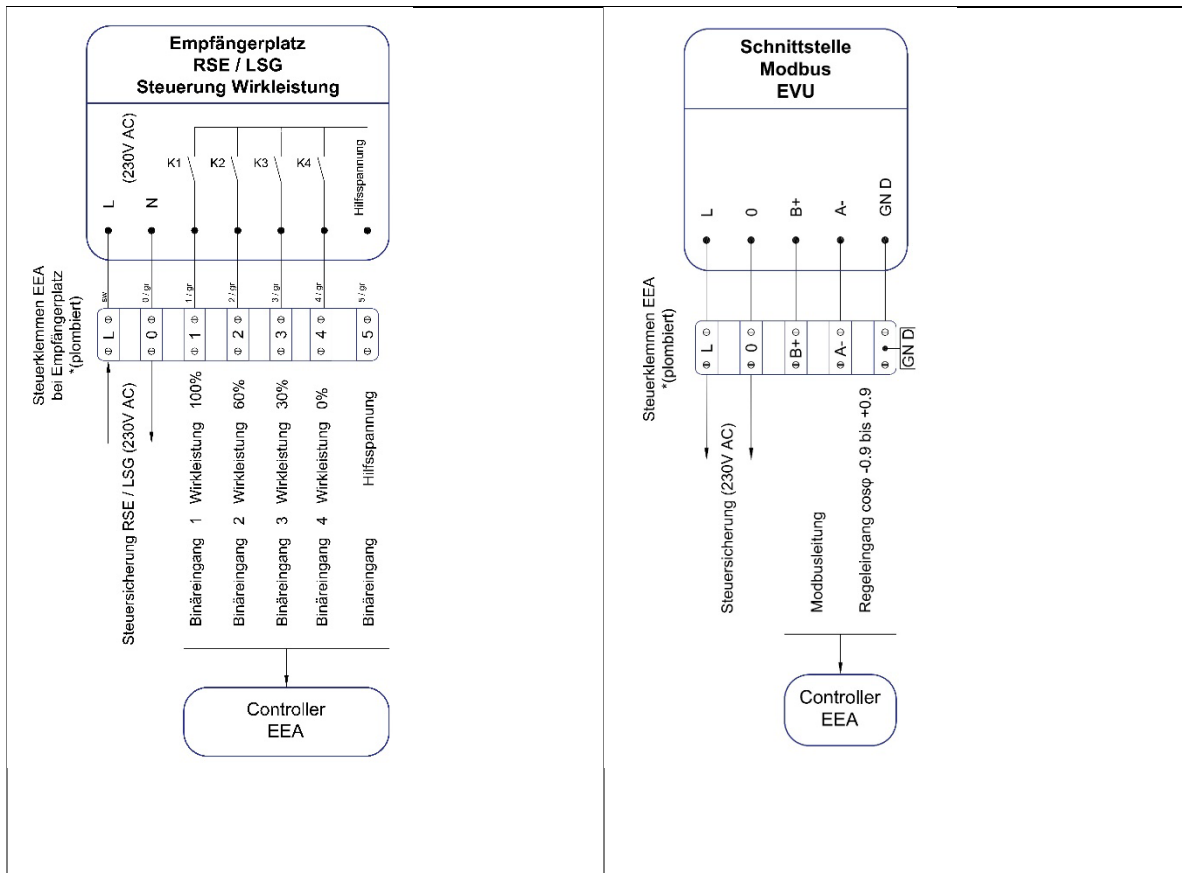 Empfängerplatz
RSE / LSG
Steuerung Wirkleistung
L
(230V AC)
N
K1
K2
K3
K4
Hilfsspannung
Steuerklemmen EEA
bei Empfängerplatz
*(plombiert)
sw
0 / gr
1 / gr
2 / gr
3 / gr
4 / gr
5 / gr
L
0
1
2
3
4
5
Steuersicherung RSE / LSG (230V AC)
Binäreingang 1 Wirkleistung 100%
Binäreingang 2 Wirkleistung 60%
Binäreingang 3 Wirkleistung 30%
Binäreingang 4 Wirkleistung 0%
Binäreingang Hilfsspannung
Controller
EEA
Schnittstelle
Modbus
EVU
L
0
B+
A-
GN D
Steuerklemmen EEA
*(plombiert)
L
0
B+
A-
GN D
Steuersicherung (230V AC)
Modbusleitung
Regeleingang cosφ -0.9 bis +0.9
Controller
EEA